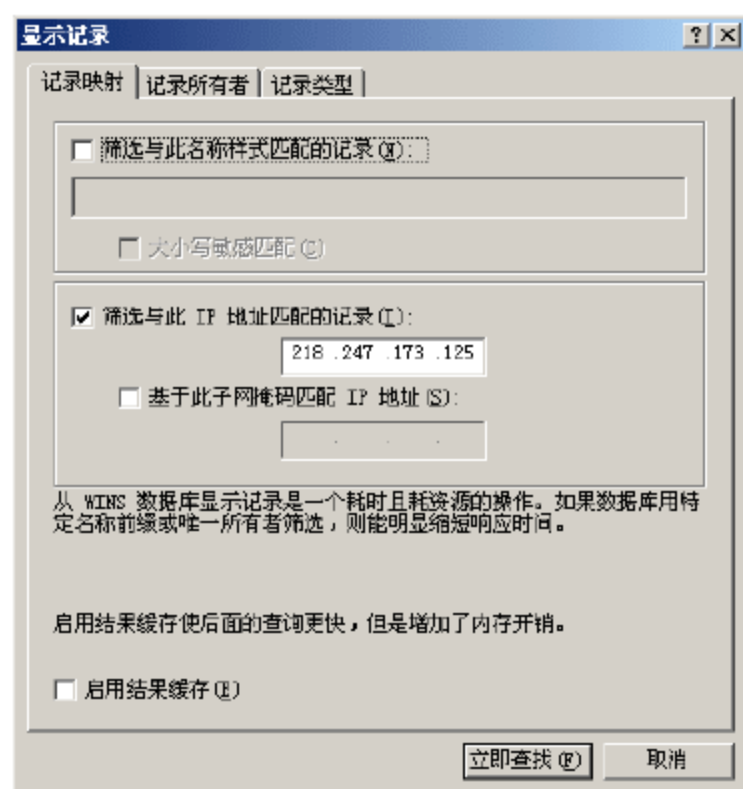 显示记录
记录映射 记录所有者 记录类型
筛选与此名称样式匹配的记录(N):
大小写敏感匹配(C)
筛选与此 IP 地址匹配的记录(I):
218 .247 .173 .125
基于此子网掩码匹配 IP 地址(S):
. . .
从 WINS 数据库显示记录是一个耗时且耗资源的操作。如果数据库用特
定名称前缀或唯一所有者筛选，则能明显缩短响应时间。
启用结果缓存使后面的查询更快，但是增加了内存开销。
启用结果缓存(E)
立即查找(F) 取消